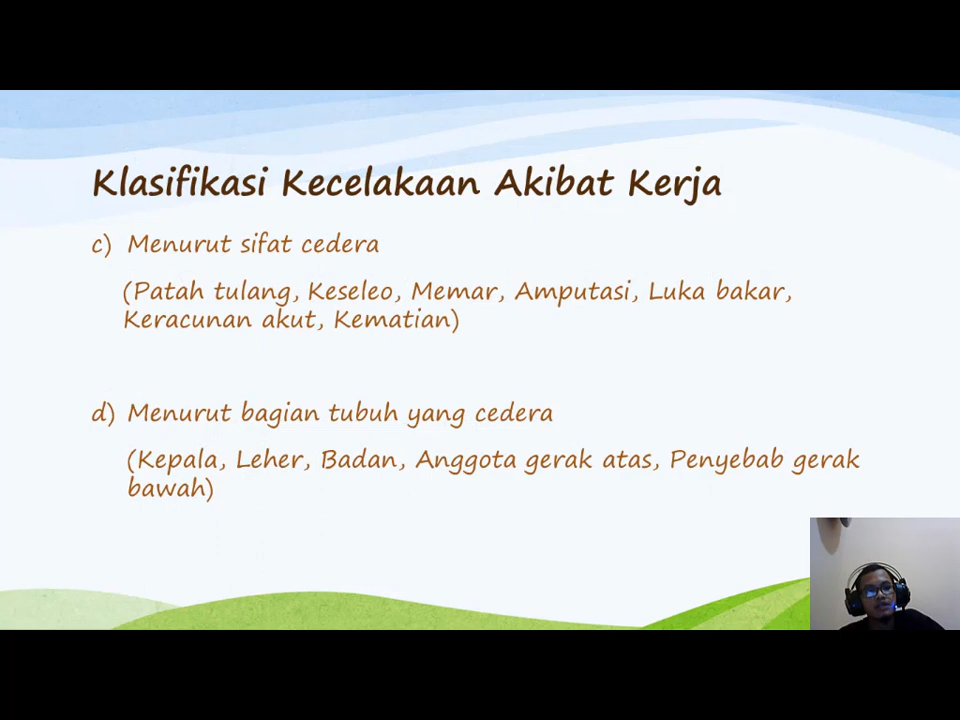 Klasifikasi Kecelakaan Akibat Kerja
c) Menurut sifat cedera
(Patah tulang, Keseleo, Memar, Amputasi, Luka bakar,
Keracunan akut, Kematian)
d) Menurut bagian tubuh yang cedera
(Kepala, Leher, Badan, Anggota gerak atas, Penyebab gerak
bawah)